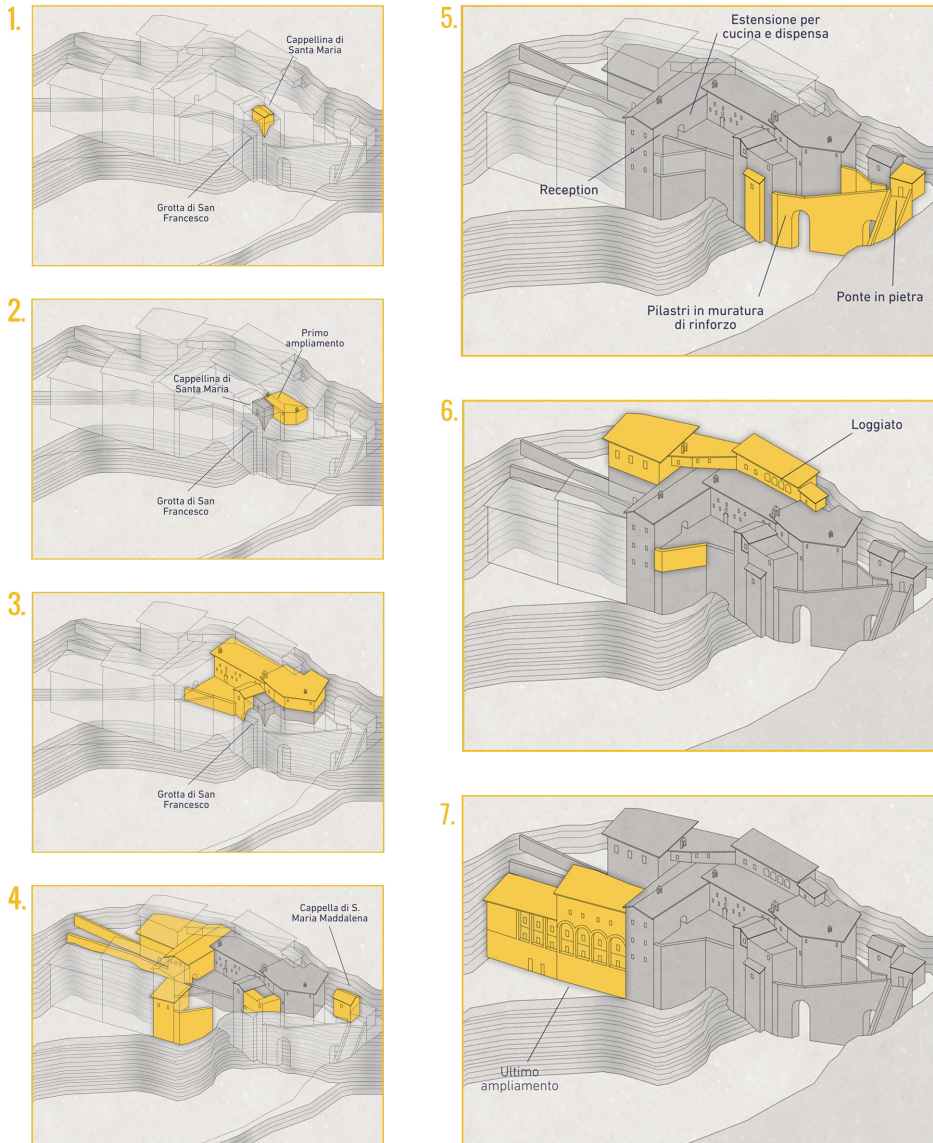 1.
Cappellina di
Santa Maria
Grotta di San
Francesco
2.
Primo
ampliamento
Cappellina di
Santa Maria
Grotta di San
Francesco
3.
Grotta di San
Francesco
4.
Cappella di S.
Maria Maddalena
5.
Estensione per
cucina e dispensa
Reception
Pilastri in muratura
di rinforzo
Ponte in pietra
6.
Loggiato
7.
Ultimo
ampliamento